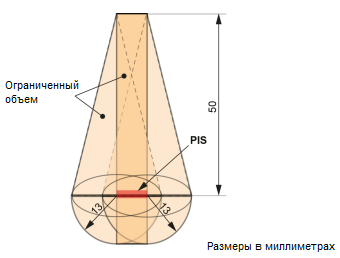 Ограниченный
объем
50
PIS
13
13
Размеры в миллиметрах